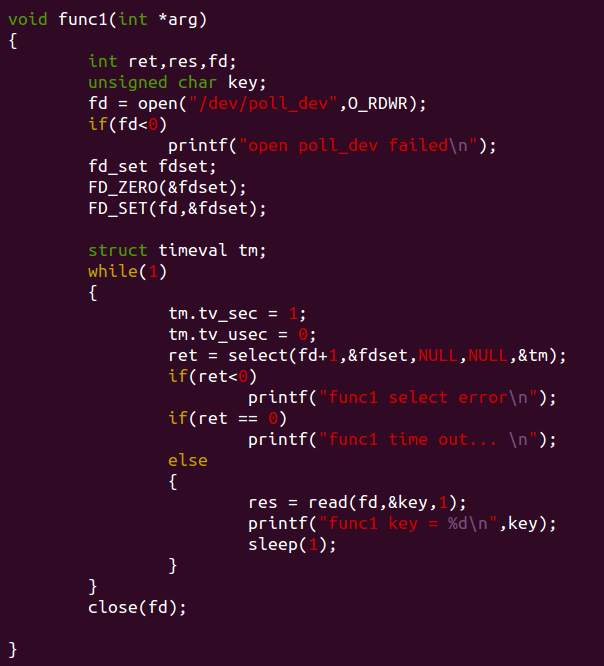 void func1(int *arg)
{
        int ret,res,fd;
        unsigned char key;
        fd = open("/dev/poll_dev",O_RDWR);
        if(fd<0)
                printf("open poll_dev failed\n");
        fd_set fdset;
        FD_ZERO(&fdset);
        FD_SET(fd,&fdset);

        struct timeval tm;
        while(1)
        {
                tm.tv_sec = 1;
                tm.tv_usec = 0;
                ret = select(fd+1,&fdset,NULL,NULL,&tm);
                if(ret<0)
                        printf("func1 select error\n");
                if(ret == 0)
                        printf("func1 time out... \n");
                else
                {
                        res = read(fd,&key,1);
                        printf("func1 key = %d\n",key);
                        sleep(1);
                }
        }
        close(fd);

}